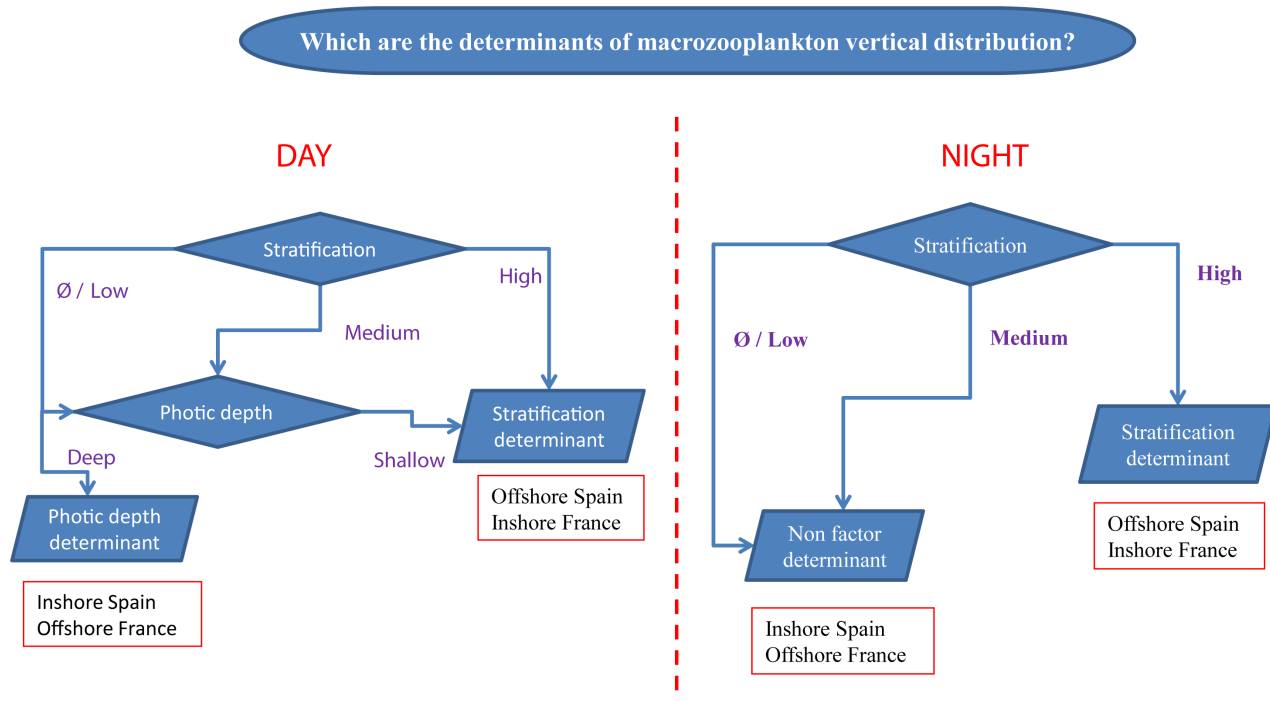 Which are the determinants of macrozooplankton vertical distribution?
DAY
Stratification
Ø / Low
High
Medium
Photic depth
Deep
Shallow
Stratification
determinant
Offshore Spain
Inshore France
Photic depth
determinant
Inshore Spain
Offshore France
NIGHT
Stratification
High
Ø / Low
Medium
Stratification
determinant
Offshore Spain
Inshore France
Non factor
determinant
Inshore Spain
Offshore France